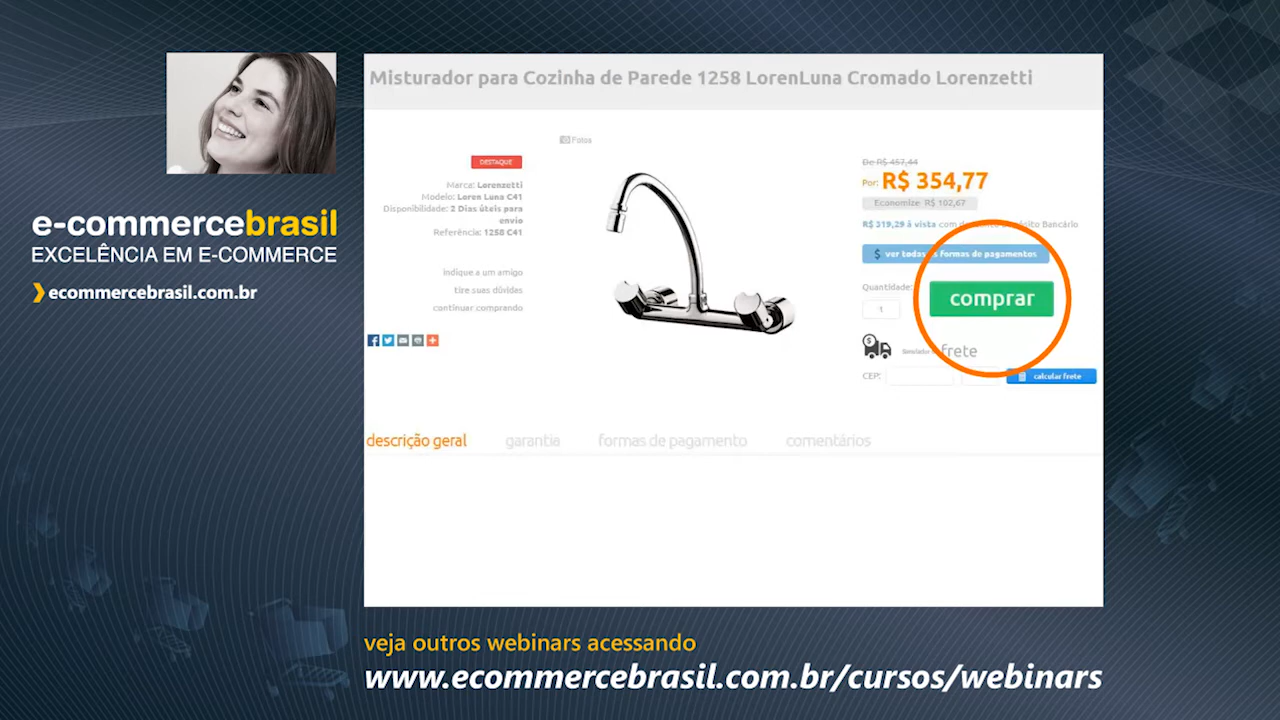 Misturador para Cozinha de Parede 1258 LorenLuna Cromado Lorenzetti
Fotos
DESTAQUE
Marca: Lorenzetti
Modelo: Loren Luna C41
Disponibilidade: 2 Dias úteis para
envio
Referência: 1258 C41
indique a um amigo
tire suas dúvidas
continuar comprando
De R$ 457,44
Por: R$ 354,77
Economize R$ 102,67
R$ 319,29 à vista com Bancário
$ ver todas formas de pagamentos
Quantidade:
1
comprar
Simulador frete
CEP:
calcular frete
descrição geral
garantia
formas de pagamento
comentários
e-commercebrasil
EXCELÊNCIA EM E-COMMERCE
ecommercebrasil.com.br
veja outros webinars acessando
www.ecommercebrasil.com.br/cursos/webinars